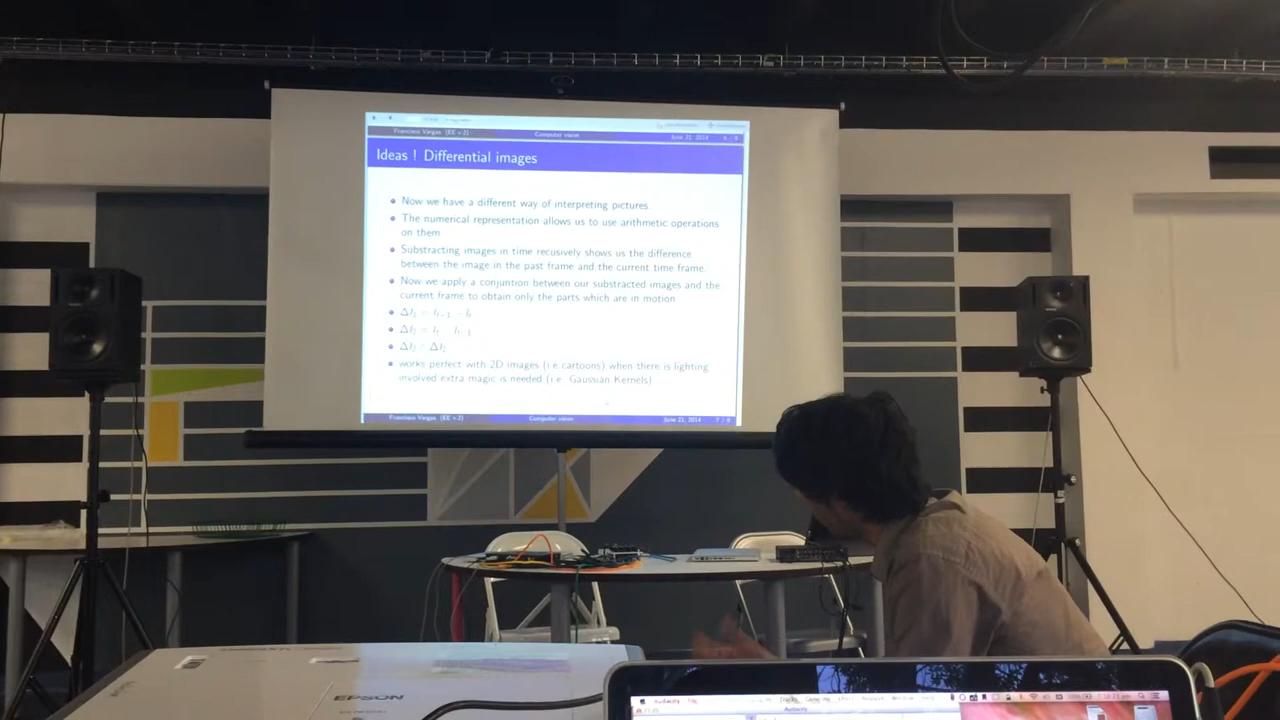 Francisco Vargas (EE v.2)
Computer vision
June 21, 2014
Ideas ! Differential images
Now we have a different way of interpreting pictures.
The numerical representation allows us to use arithmetic operations
on them
Substracting images in time recusively shows us the difference
between the image in the past frame and the current time frame.
Now we apply a conjuntion between our substracted images and the
current frame to obtain only the parts which are in motion
works perfect with 2D images (i.e cartoons) when there is lighting
involved extra magic is needed (i.e. Gaussian Kernels)
Francisco Vargas (EE v.2)
Computer vision
June 21, 2014 7 / 8
EPSON
Audacity
Audacity